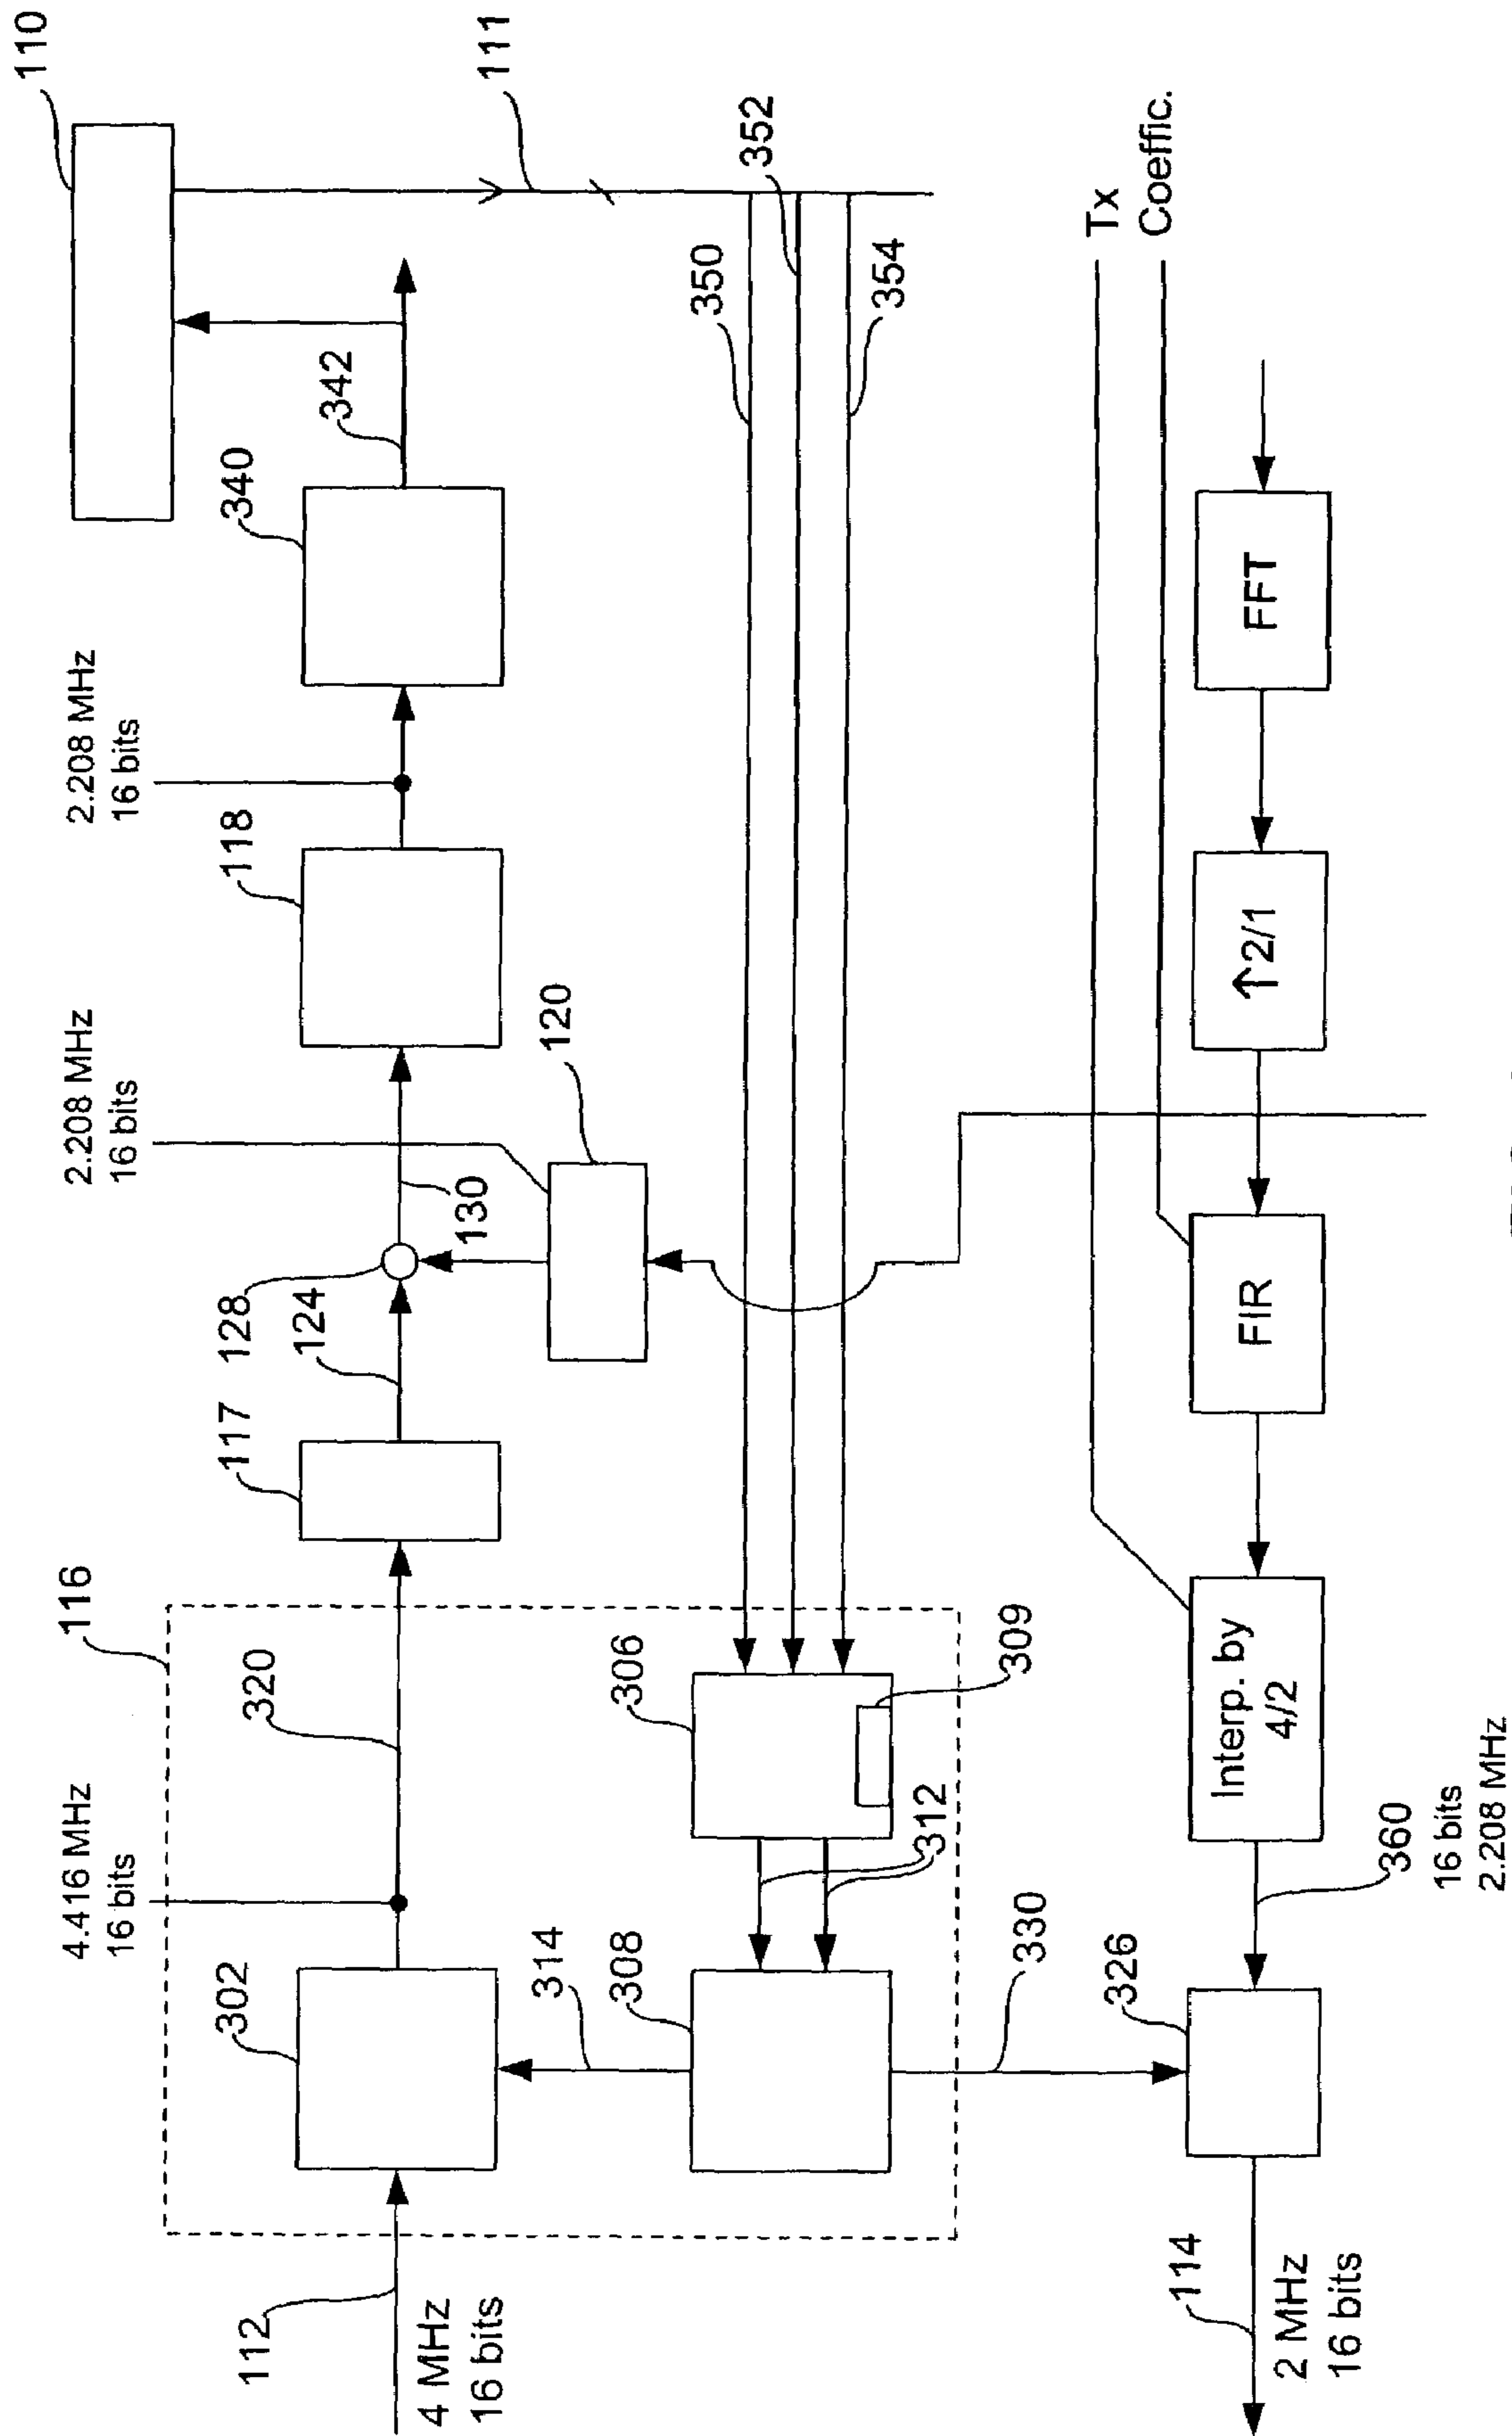 110
111
342
340
2.208 MHz
16 bits
118
350
352
354
Tx
Coeffic.
2.208 MHz
16 bits
120
130
128
124
117
116
320
4.416 MHz
16 bits
302
306
309
312
314
308
330
326
112
4 MHz
16 bits
FFT
↑2/1
FIR
Interp. by
4/2
360
16 bits
2.208 MHz
114
2 MHz
16 bits